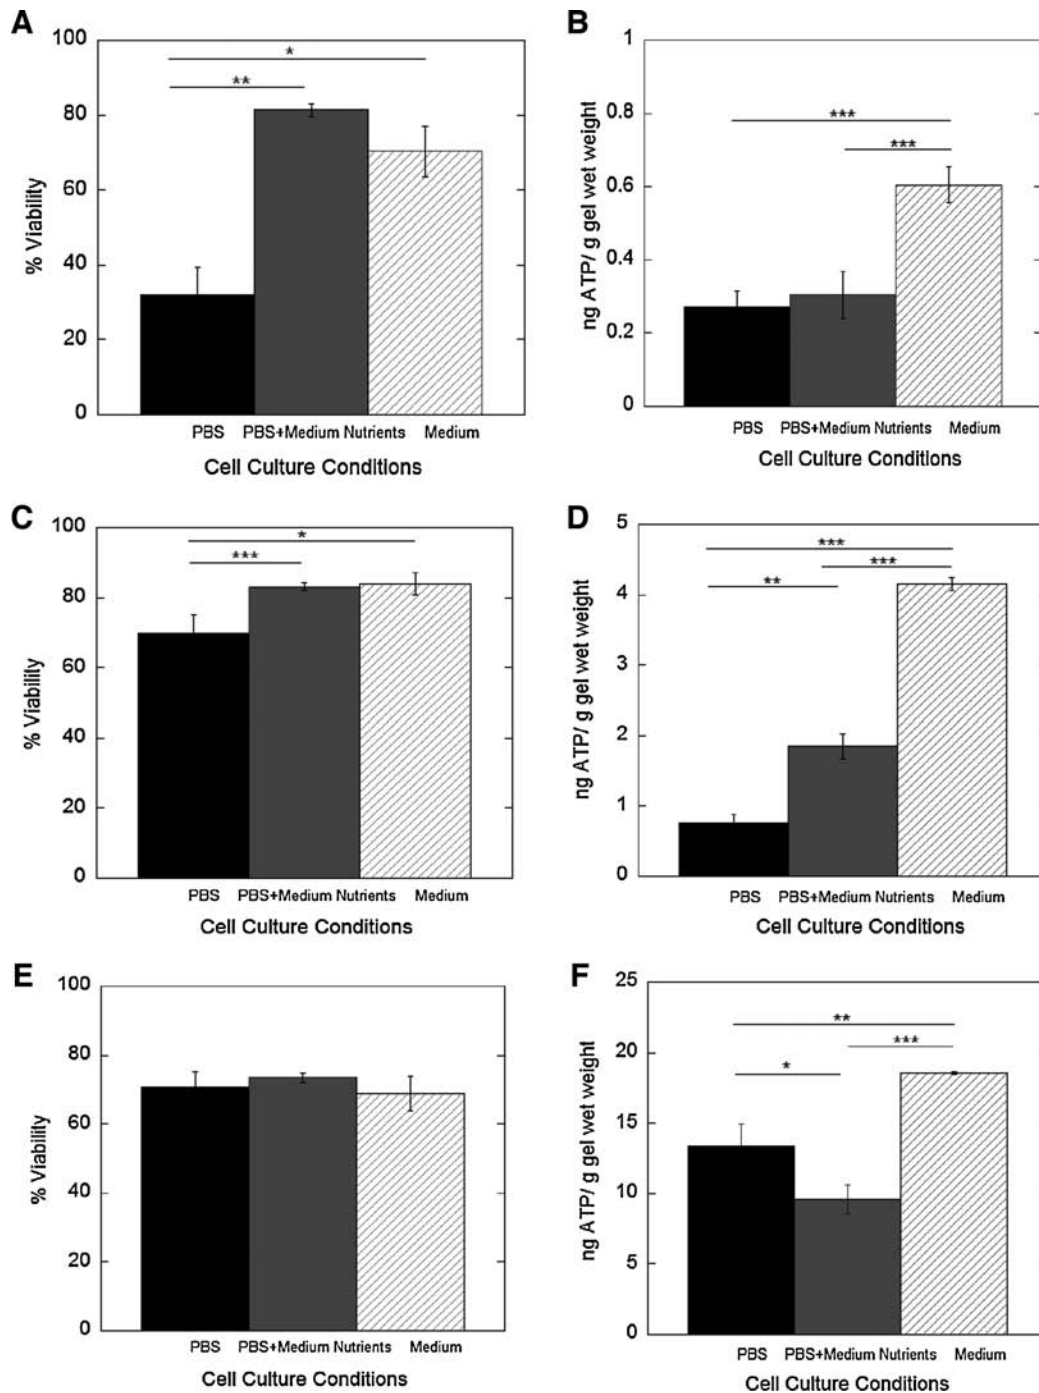 A
100
80
60
40
20
0
% Viability
*
**
PBS PBS+Medium Nutrients Medium
Cell Culture Conditions
B
1
0.8
0.6
0.4
0.2
0
ng ATP/ g gel wet weight
***
***
PBS PBS+Medium Nutrients Medium
Cell Culture Conditions
C
100
80
60
40
20
0
% Viability
*
***
PBS PBS+Medium Nutrients Medium
Cell Culture Conditions
D
5
4
3
2
1
0
ng ATP/ g gel wet weight
***
***
**
PBS PBS+Medium Nutrients Medium
Cell Culture Conditions
E
100
80
60
40
20
0
% Viability
PBS PBS+Medium Nutrients Medium
Cell Culture Conditions
F
25
20
15
10
5
0
ng ATP/ g gel wet weight
**
***
*
PBS PBS+Medium Nutrients Medium
Cell Culture Conditions